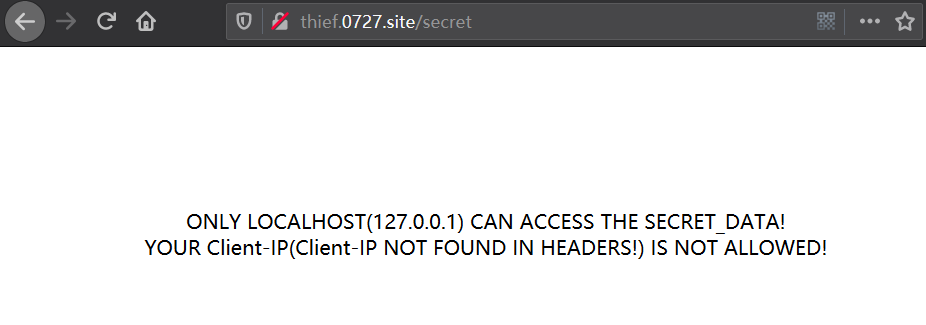 thief.0727.site/secret
ONLY LOCALHOST(127.0.0.1) CAN ACCESS THE SECRET_DATA!
YOUR Client-IP(Client-IP NOT FOUND IN HEADERS!) IS NOT ALLOWED!